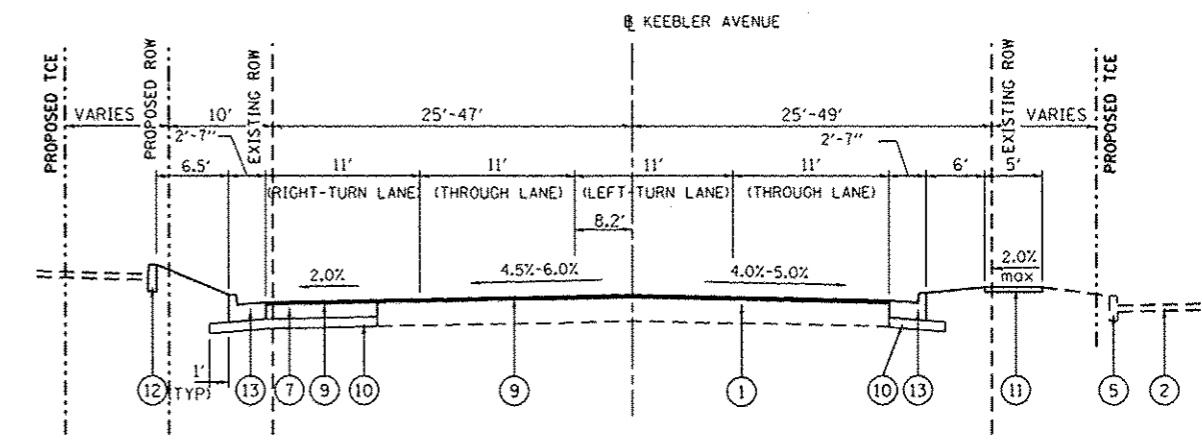 ℄ KEEBLER AVENUE
PROPOSED TCE
PROPOSED ROW
EXISTING ROW
EXISTING ROW
PROPOSED TCE
VARIES
10'
25'-47'
25'-49'
VARIES
2'-7"
2'-7"
6.5'
11'
11'
11'
11'
6'
5'
(RIGHT-TURN LANE)
(THROUGH LANE)
(LEFT-TURN LANE)
(THROUGH LANE)
8.2'
2.0%
4.5%-6.0%
4.0%-5.0%
2.0%
max
1'
(TYP)
12
13
7
9
10
9
1
10
13
11
5
2